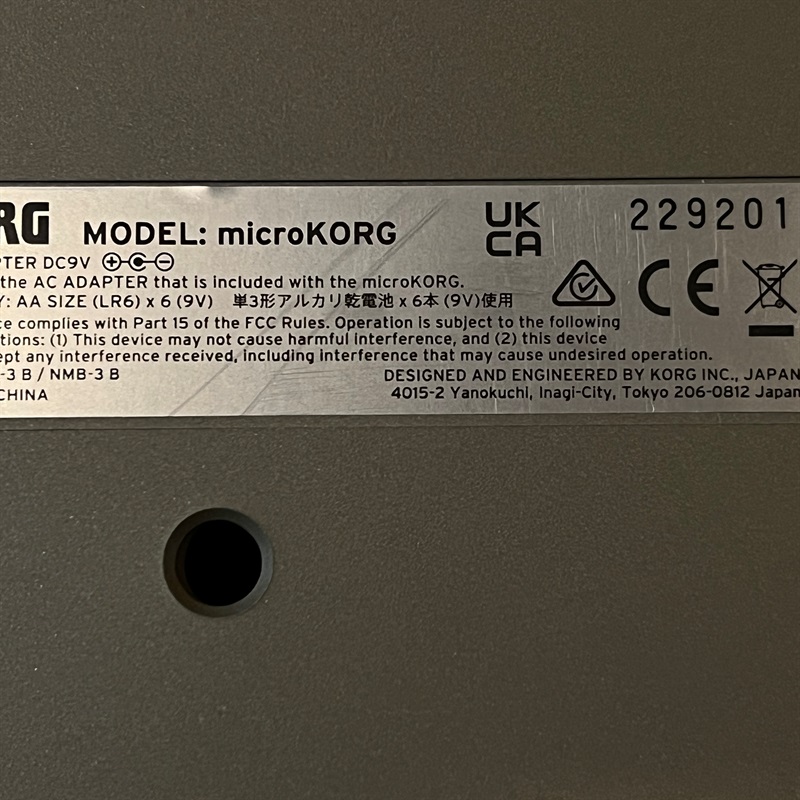 RG MODEL: microKORG UK CA 229201
PTER DC9V
the AC ADAPTER that is included with the microKORG.
Y: AA SIZE (LR6) x 6 (9V) 単3形アルカリ乾電池 x 6本 (9V)使用 CE
ce complies with Part 15 of the FCC Rules. Operation is subject to the following
tions: (1) This device may not cause harmful interference, and (2) this device
ept any interference received, including interference that may cause undesired operation.
-3 B / NMB-3 B DESIGNED AND ENGINEERED BY KORG INC., JAPAN
CHINA 4015-2 Yanokuchi, Inagi-City, Tokyo 206-0812 Japan